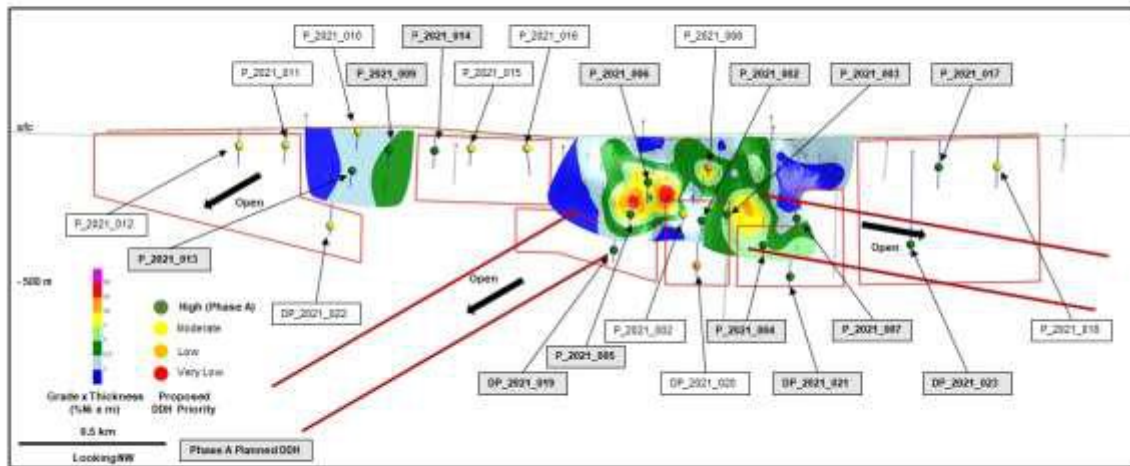 P_2021_010
P_2021_014
P_2021_016
P_2021_008
P_2021_011
P_2021_009
P_2021_015
P_2021_006
P_2021_002
P_2021_003
P_2021_017
sfc
Open
P_2021_012
Open
P_2021_013
- 500 m
Open
High (Phase A)
DP_2021_022
Moderate
P_2021_002
P_2021_004
P_2021_007
P_2021_018
Low
P_2021_005
Very Low
DP_2021_019
DP_2021_020
DP_2021_021
DP_2021_023
Grade x Thickness
(%Ni x m)
Proposed
DDH Priority
0.5 km
Looking NW
Phase A Planned DDH